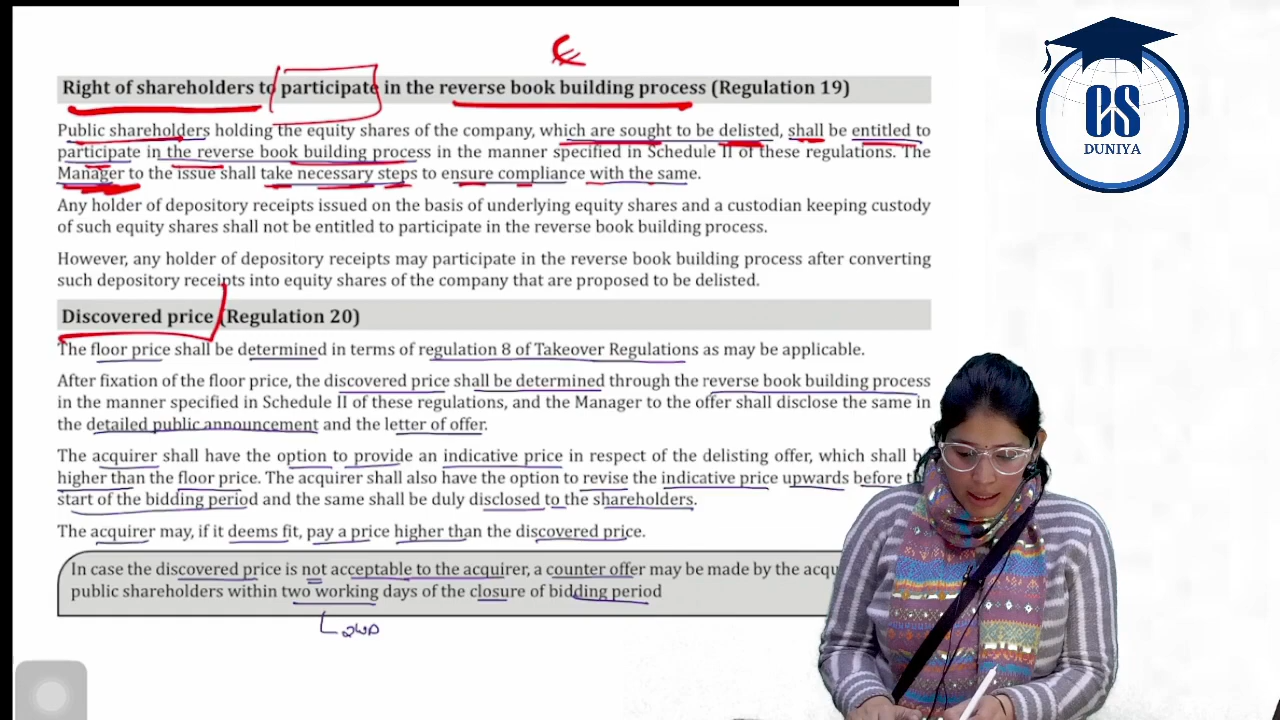 Right of shareholders to participate in the reverse book building process (Regulation 19)
Public shareholders holding the equity shares of the company, which are sought to be delisted, shall be entitled to
participate in the reverse book building process in the manner specified in Schedule II of these regulations. The
Manager to the issue shall take necessary steps to ensure compliance with the same.
Any holder of depository receipts issued on the basis of underlying equity shares and a custodian keeping custody
of such equity shares shall not be entitled to participate in the reverse book building process.
However, any holder of depository receipts may participate in the reverse book building process after converting
such depository receipts into equity shares of the company that are proposed to be delisted.
Discovered price (Regulation 20)
The floor price shall be determined in terms of regulation 8 of Takeover Regulations as may be applicable.
After fixation of the floor price, the discovered price shall be determined through the reverse book building process
in the manner specified in Schedule II of these regulations, and the Manager to the offer shall disclose the same in
the detailed public announcement and the letter of offer.
The acquirer shall have the option to provide an indicative price in respect of the delisting offer, which shall b
higher than the floor price. The acquirer shall also have the option to revise the indicative price upwards before th
start of the bidding period and the same shall be duly disclosed to the shareholders.
The acquirer may, if it deems fit, pay a price higher than the discovered price.
In case the discovered price is not acceptable to the acquirer, a counter offer may be made by the acqu
public shareholders within two working days of the closure of bidding period
2WD
CS
DUNIYA